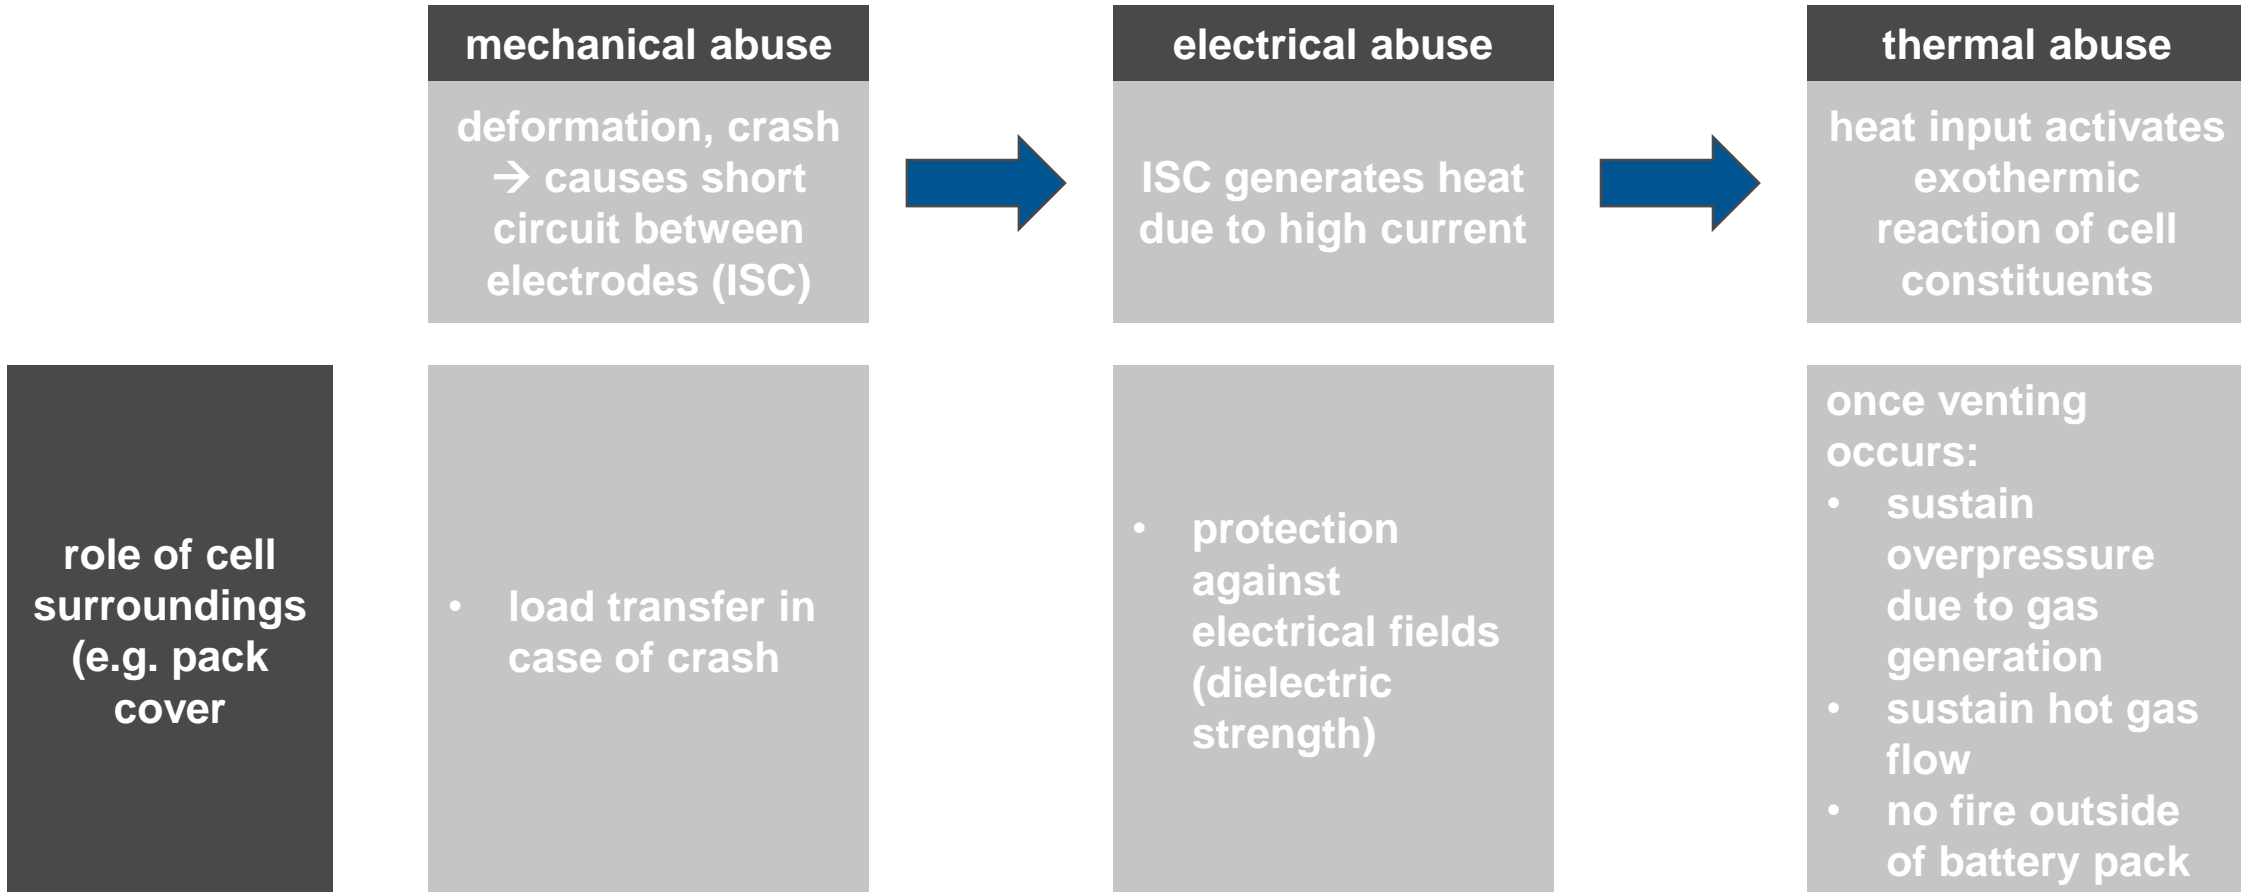 mechanical abuse
deformation, crash
→ causes short
circuit between
electrodes (ISC)
electrical abuse
ISC generates heat
due to high current
thermal abuse
heat input activates
exothermic
reaction of cell
constituents
role of cell
surroundings
(e.g. pack
cover
• load transfer in
case of crash
• protection
against
electrical fields
(dielectric
strength)
once venting
occurs:
• sustain
overpressure
due to gas
generation
• sustain hot gas
flow
• no fire outside
of battery pack